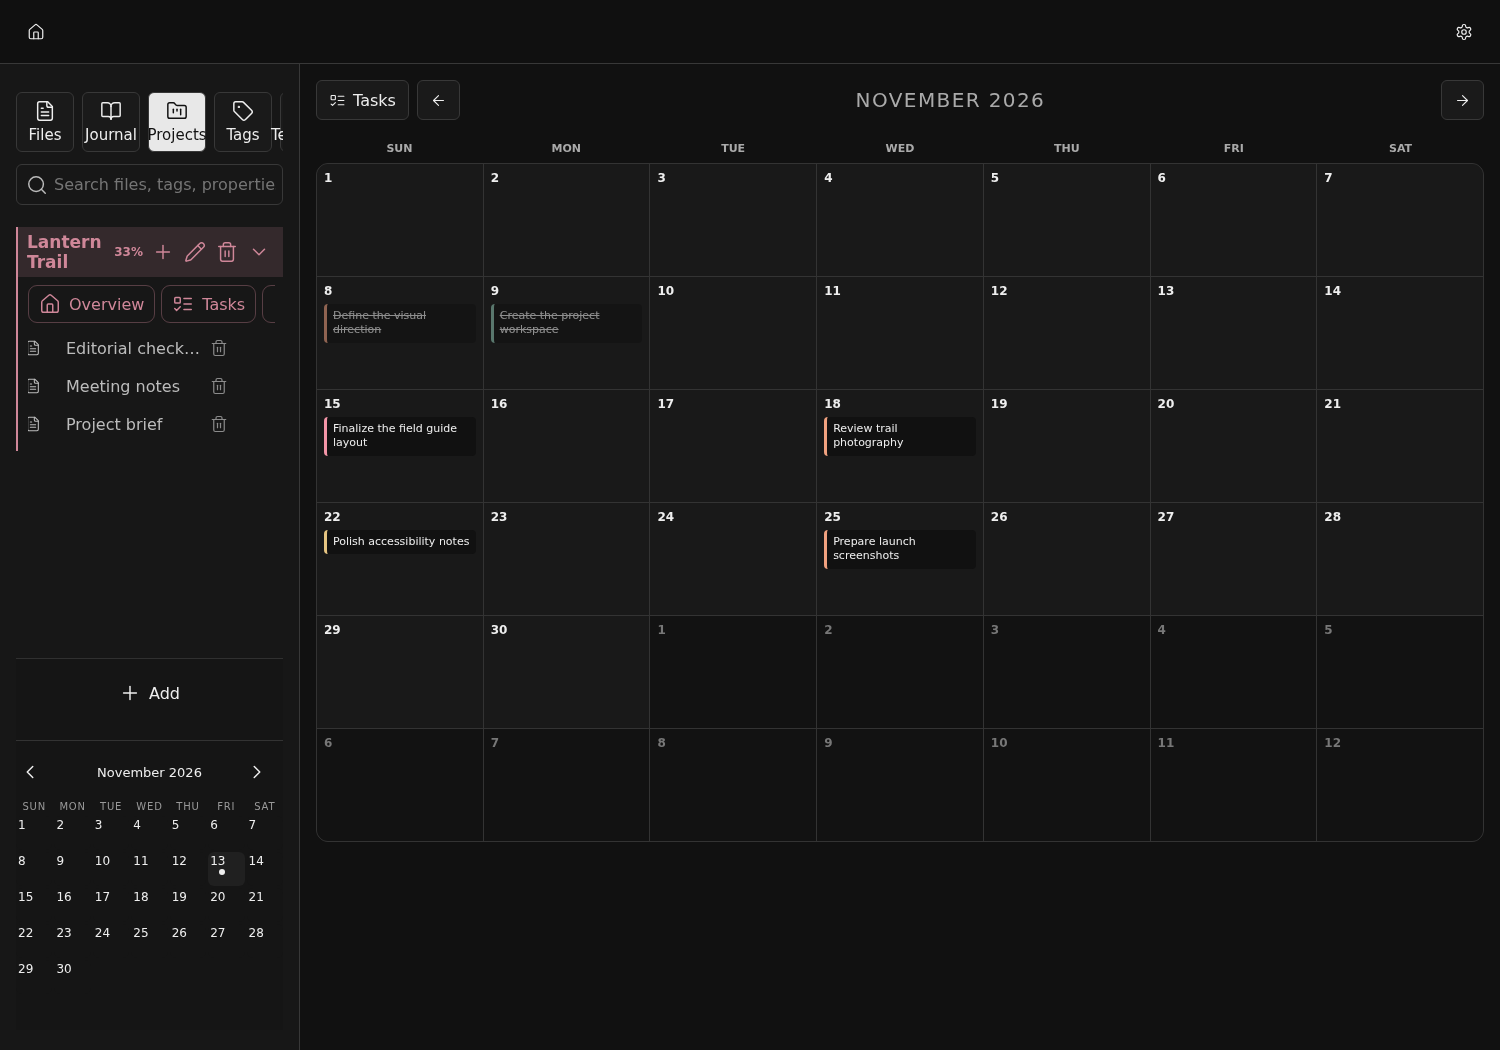 Files
Journal
Projects
Tags
Te
Search files, tags, propertie
Lantern
Trail
33%
Overview
Tasks
Editorial check...
Meeting notes
Project brief
Add
November 2026
SUN MON TUE WED THU FRI SAT
1 2 3 4 5 6 7
8 9 10 11 12 13 14
15 16 17 18 19 20 21
22 23 24 25 26 27 28
29 30
Tasks
NOVEMBER 2026
SUN MON TUE WED THU FRI SAT
1 2 3 4 5 6 7
8 9 10 11 12 13 14
Define the visual
direction
Create the project
workspace
15 16 17 18 19 20 21
Finalize the field guide
layout
Review trail
photography
22 23 24 25 26 27 28
Polish accessibility notes
Prepare launch
screenshots
29 30 1 2 3 4 5
6 7 8 9 10 11 12